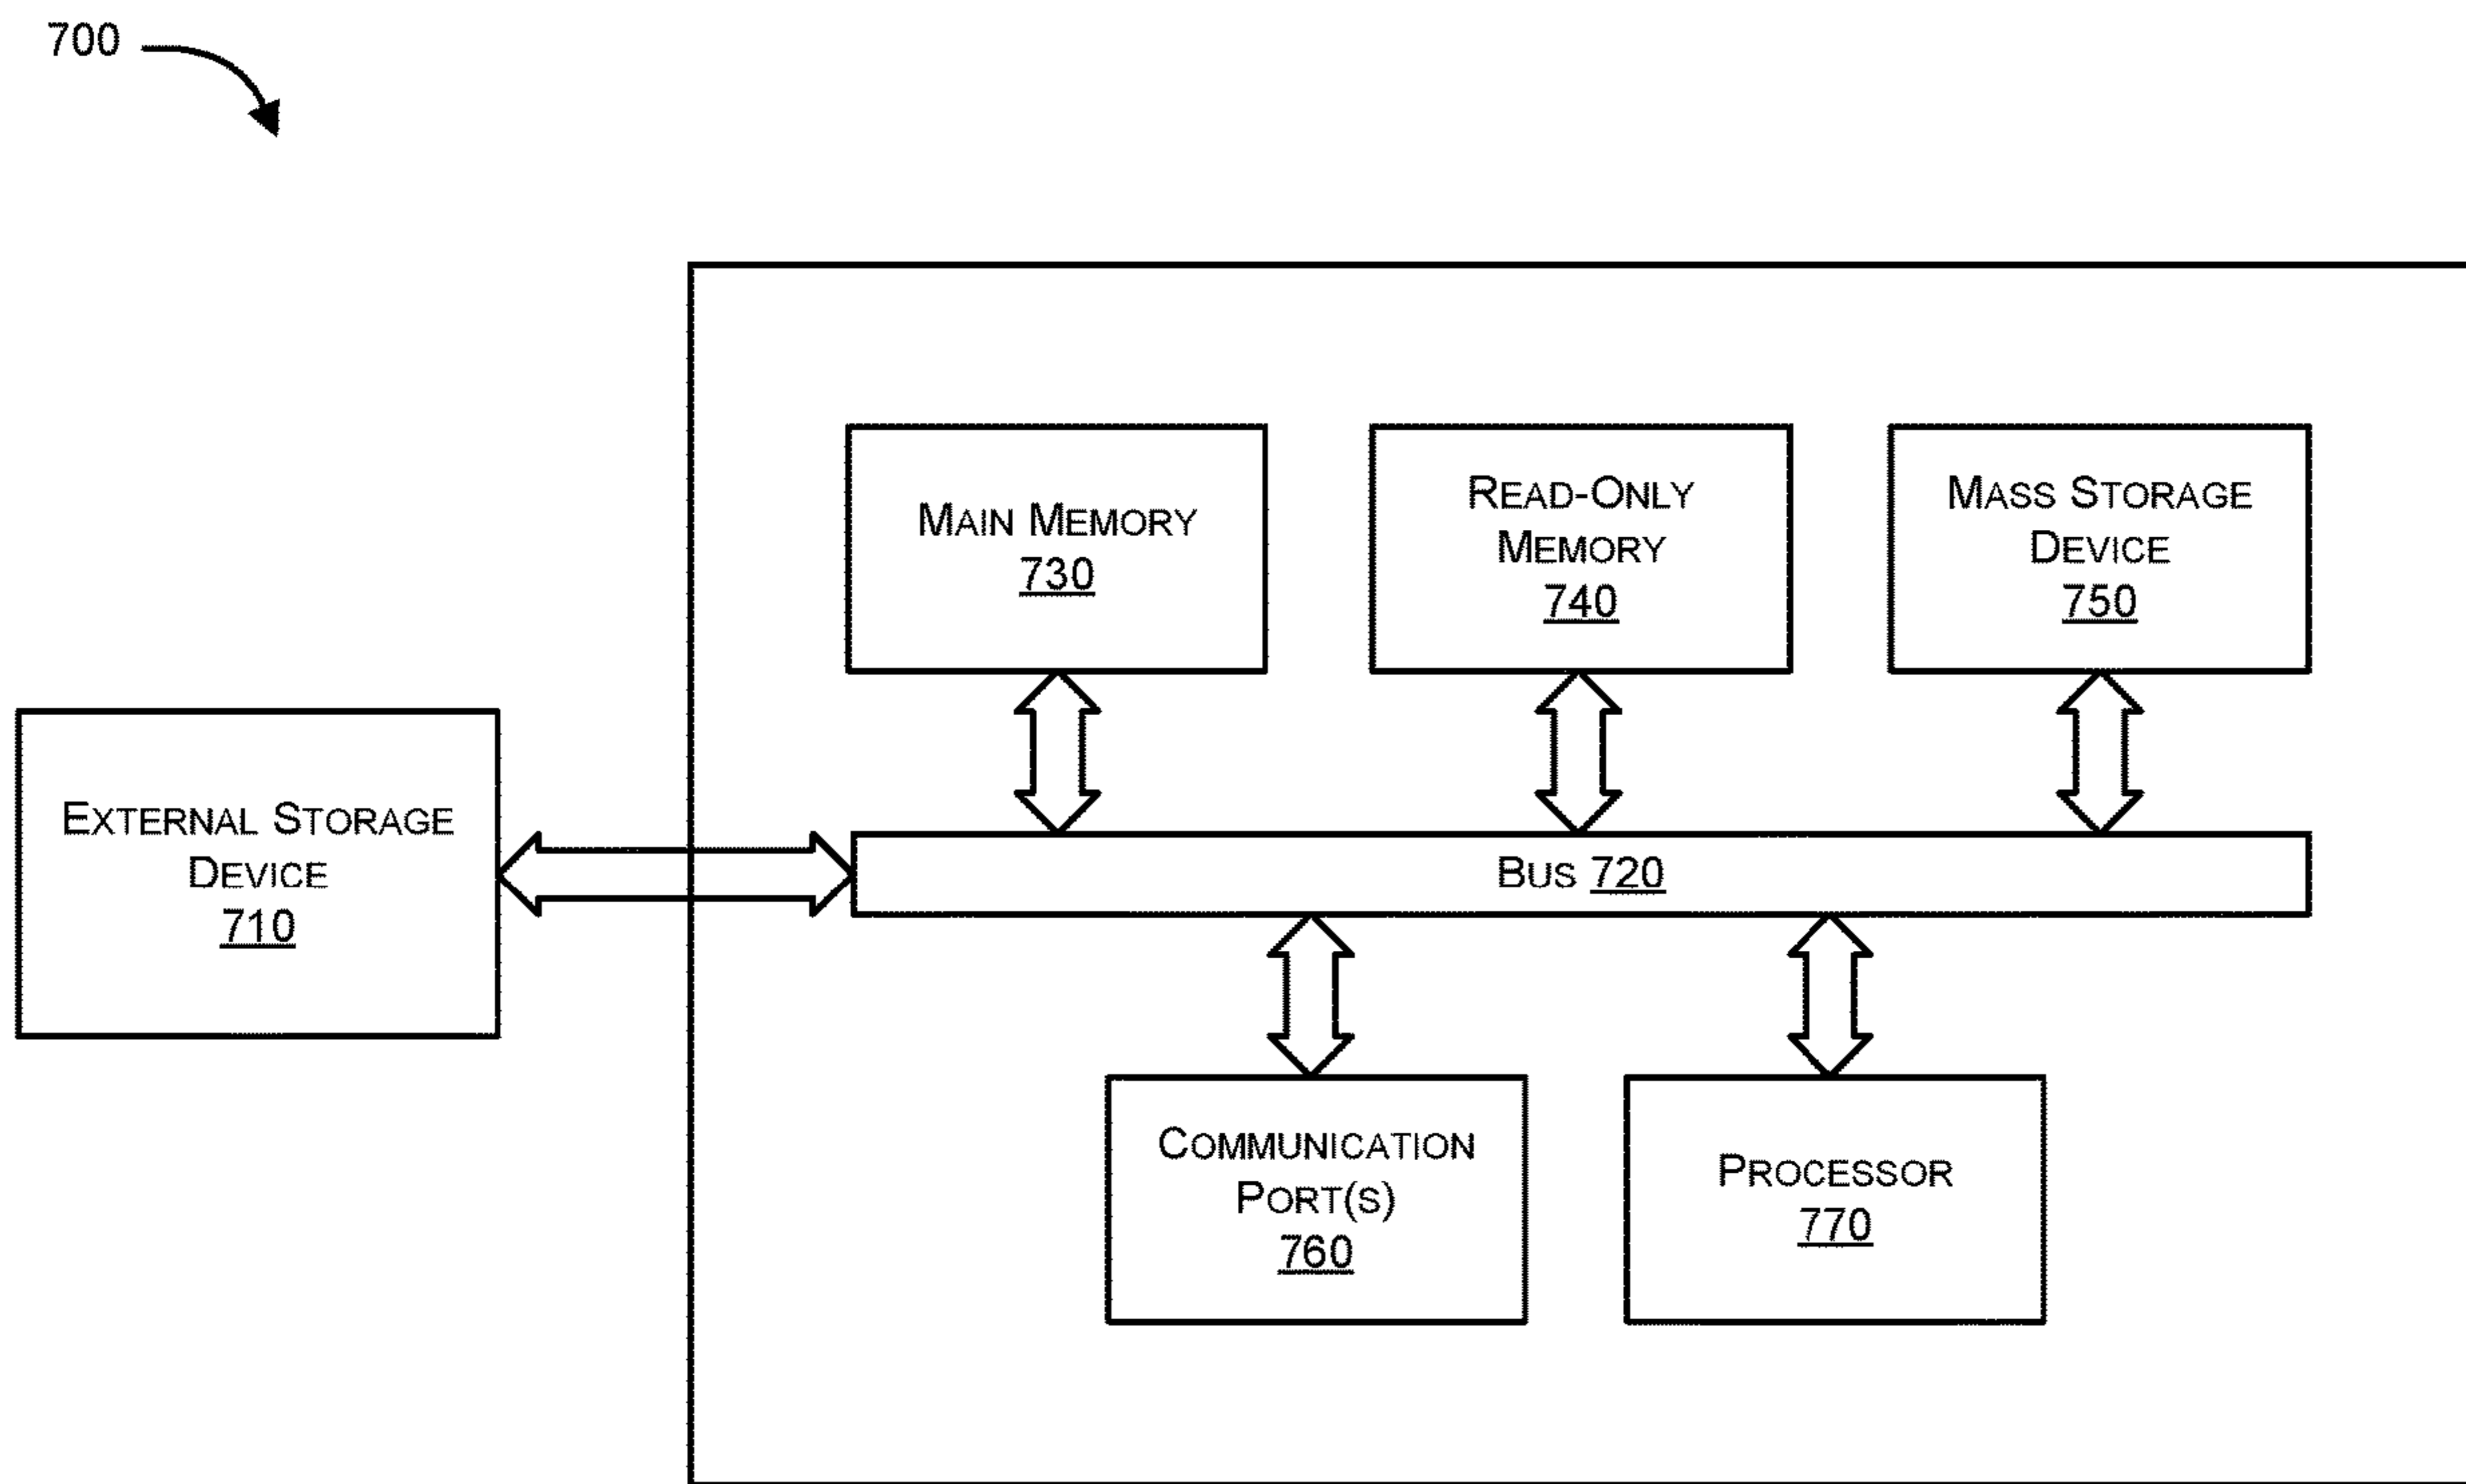 700
MAIN MEMORY
730
READ-ONLY
MEMORY
740
MASS STORAGE
DEVICE
750
EXTERNAL STORAGE
DEVICE
710
BUS 720
COMMUNICATION
PORT(S)
760
PROCESSOR
770